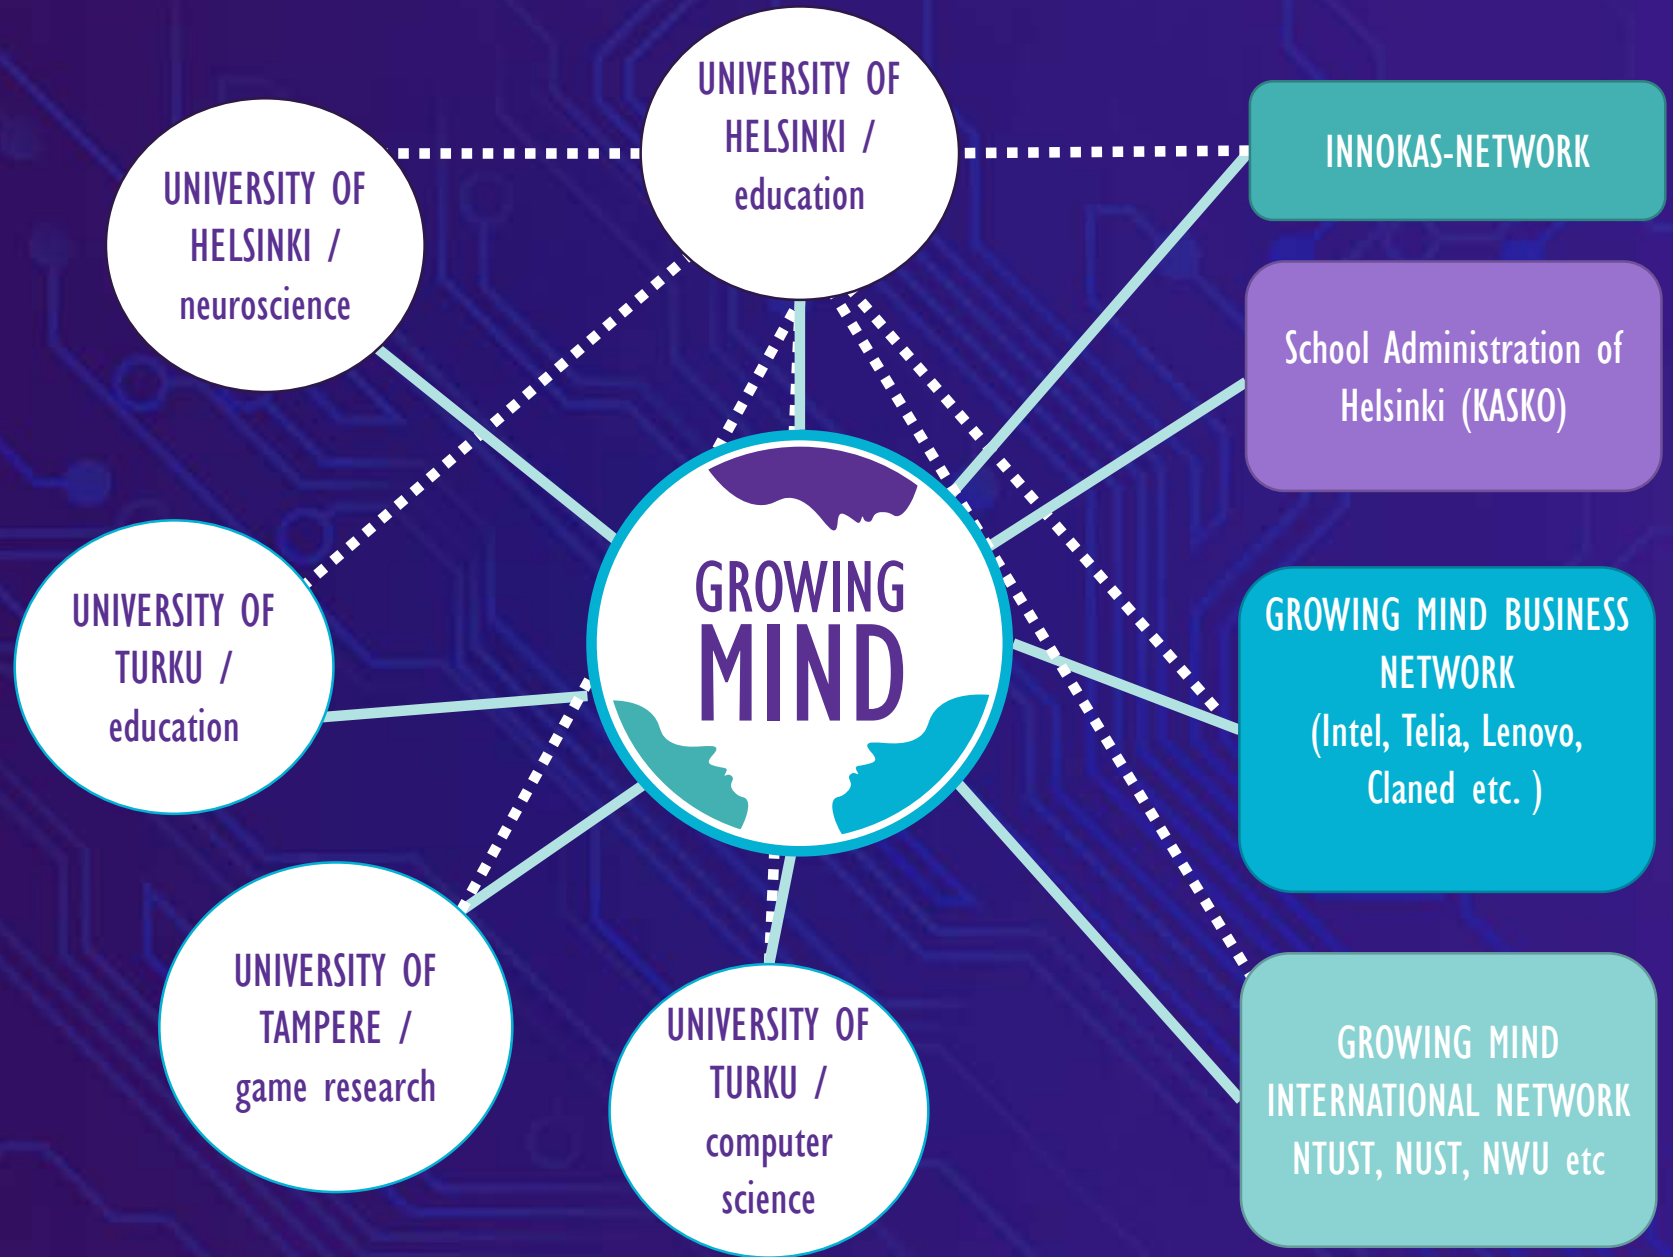 UNIVERSITY OF
HELSINKI /
education
UNIVERSITY OF
HELSINKI /
neuroscience
UNIVERSITY OF
TURKU /
education
UNIVERSITY OF
TAMPERE /
game research
UNIVERSITY OF
TURKU /
computer
science
GROWING
MIND
INNOKAS-NETWORK
School Administration of
Helsinki (KASKO)
GROWING MIND BUSINESS
NETWORK
(Intel, Telia, Lenovo,
Claned etc. )
GROWING MIND
INTERNATIONAL NETWORK
NTUST, NUST, NWU etc